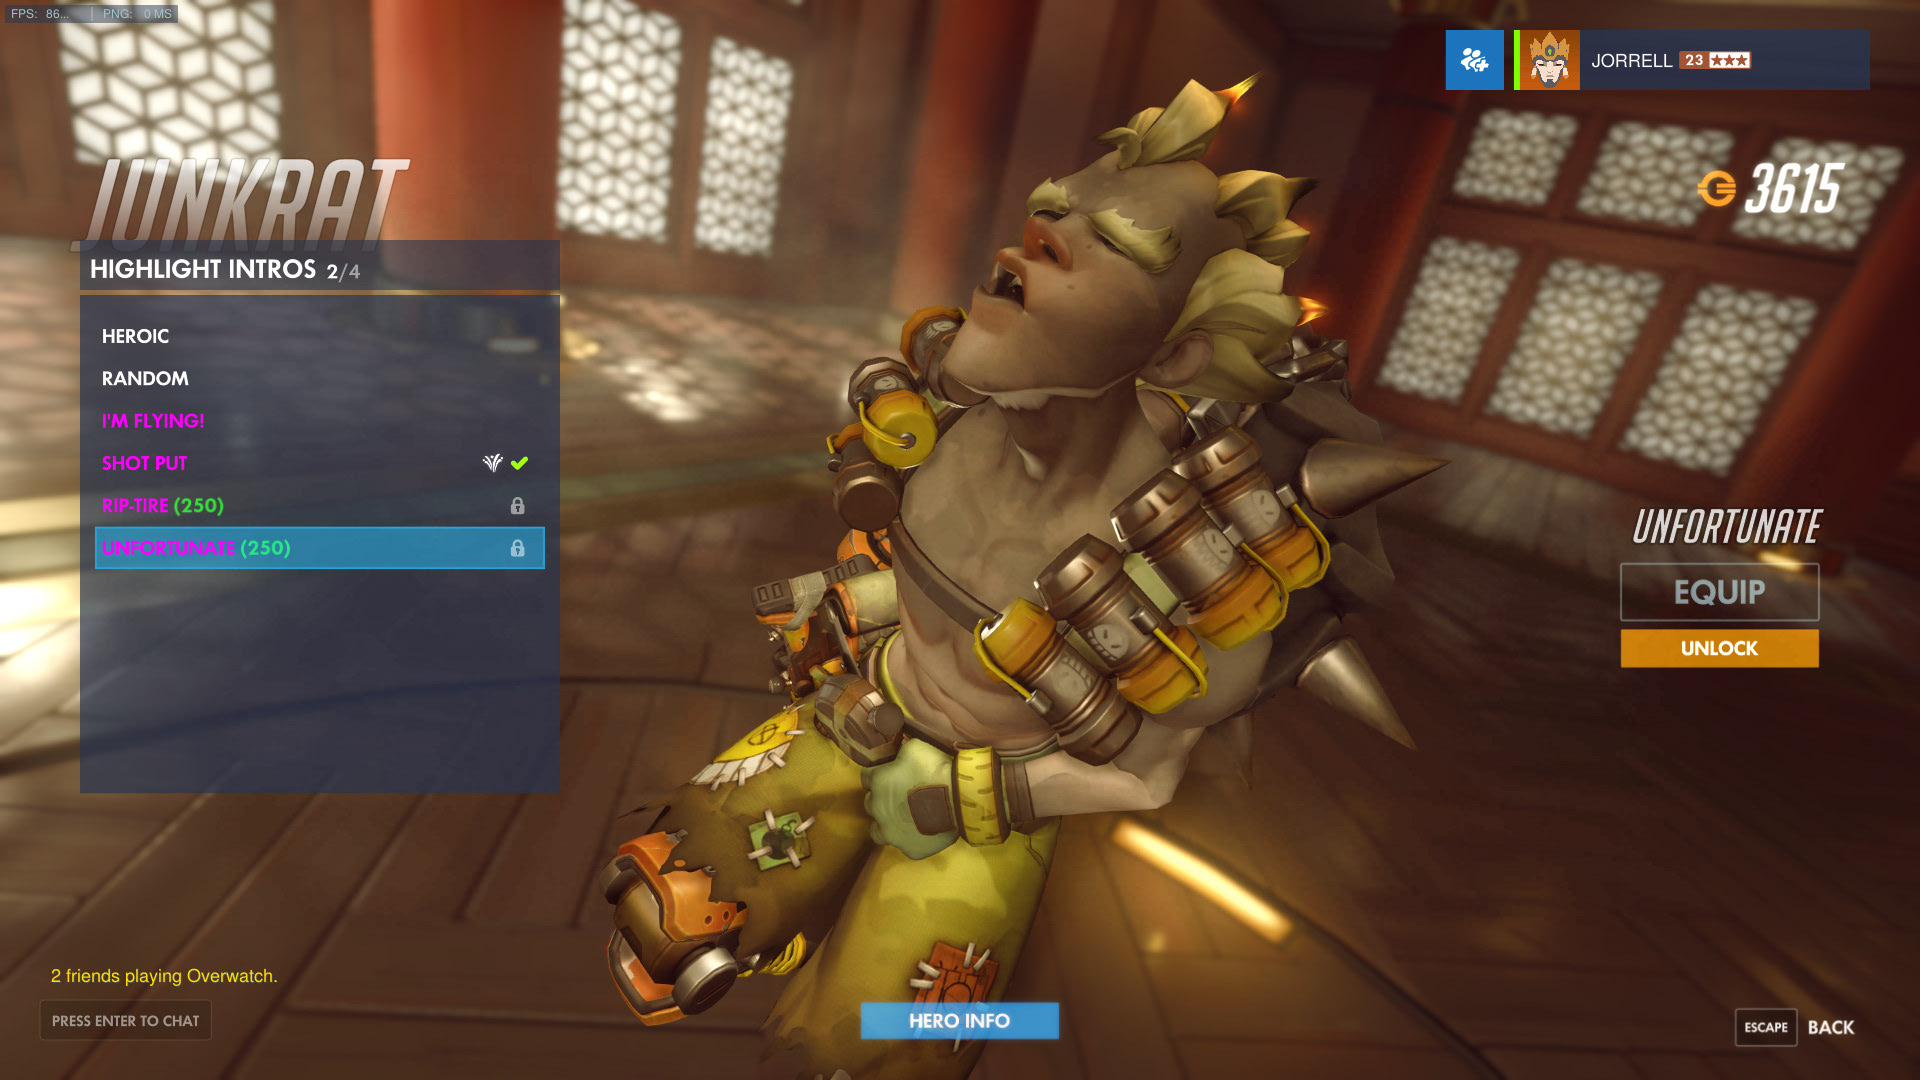 FPS: 86... PNG: 0 MS
JORRELL 23
JUNKRAT
3615
HIGHLIGHT INTROS 2/4
HEROIC
RANDOM
I'M FLYING!
SHOT PUT
RIP-TIRE (250)
UNFORTUNATE (250)
UNFORTUNATE
EQUIP
UNLOCK
2 friends playing Overwatch.
PRESS ENTER TO CHAT
HERO INFO
ESCAPE BACK